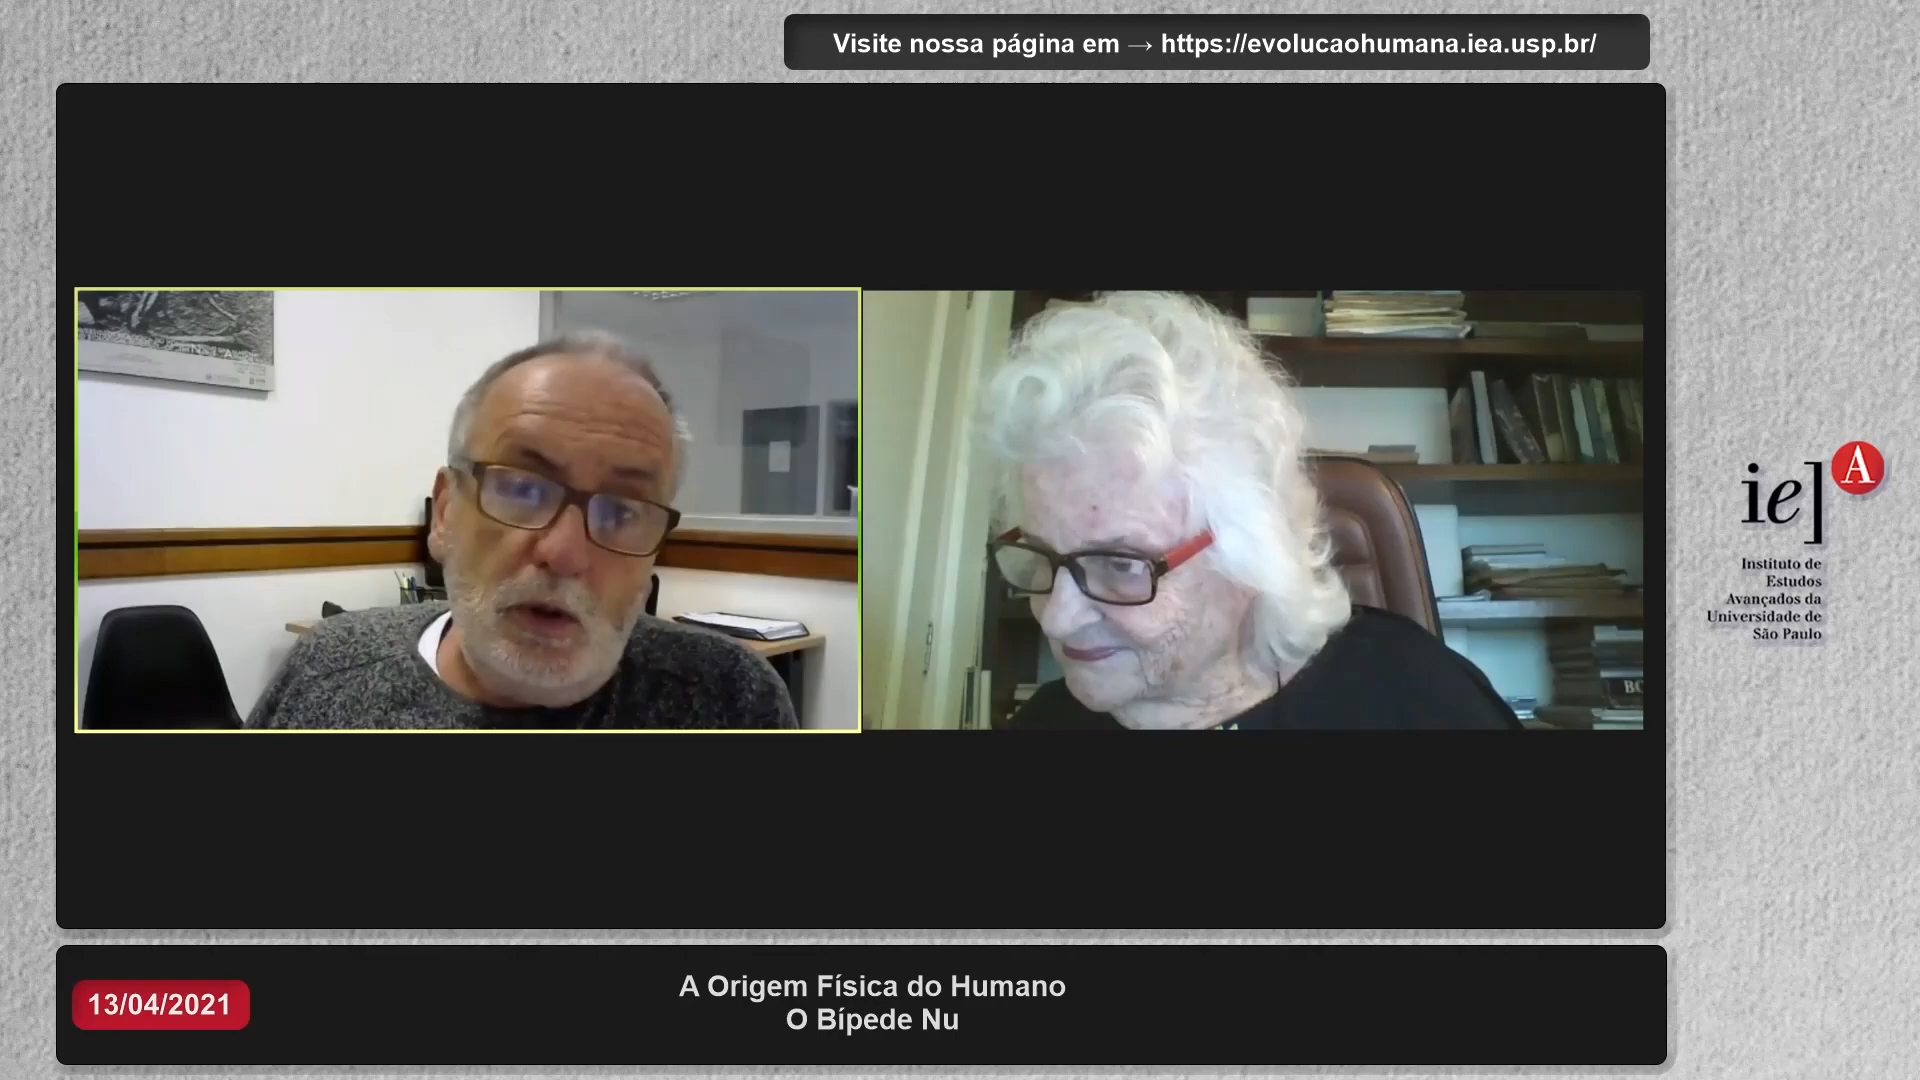 Visite nossa página em → https://evolucaohumana.iea.usp.br/
ie] A
Instituto de
Estudos
Avançados da
Universidade de
São Paulo
13/04/2021
A Origem Física do Humano
O Bípede Nu